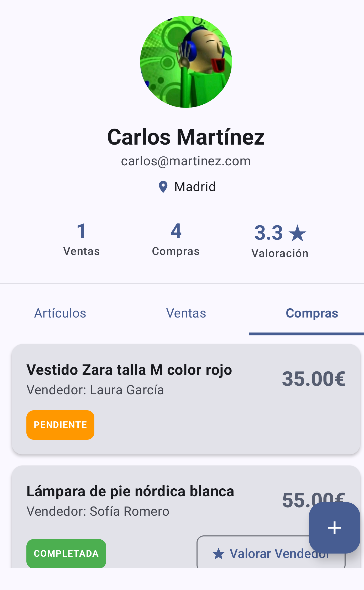 Carlos Martínez
carlos@martinez.com
Madrid
1 4 3.3 ★
Ventas Compras Valoración
Artículos Ventas Compras
Vestido Zara talla M color rojo
35.00€
Vendedor: Laura García
PENDIENTE
Lámpara de pie nórdica blanca
55.00€
Vendedor: Sofía Romero
COMPLETADA
★ Valorar Vendedor
+